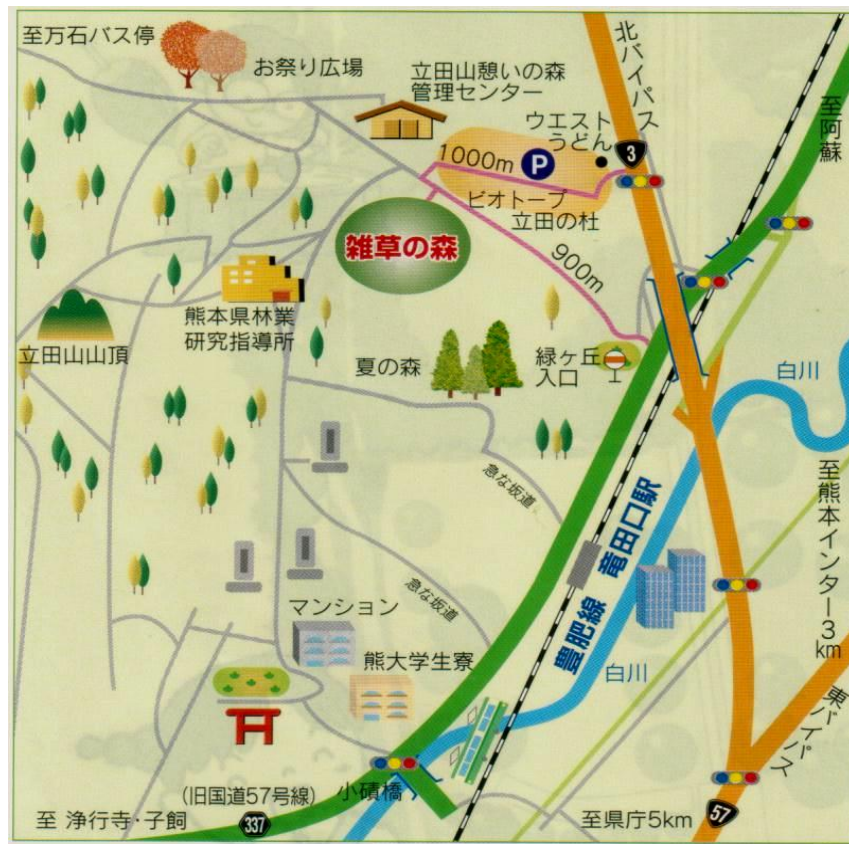 至万石バス停
お祭り広場
立田山憩いの森
管理センター
北バイパス
ウエスト
うどん
3
至阿蘇
1000m
P
ビオトープ
立田の杜
雑草の森
900m
熊本県林業
研究指導所
立田山山頂
夏の森
緑ヶ丘
入口
白川
急な坂道
至熊本インター3km
竜田口駅
豊肥線
急な坂道
マンション
熊大学生寮
白川
東バイパス
(旧国道57号線)
小磧橋
至 浄行寺・子飼
337
至県庁5km
57